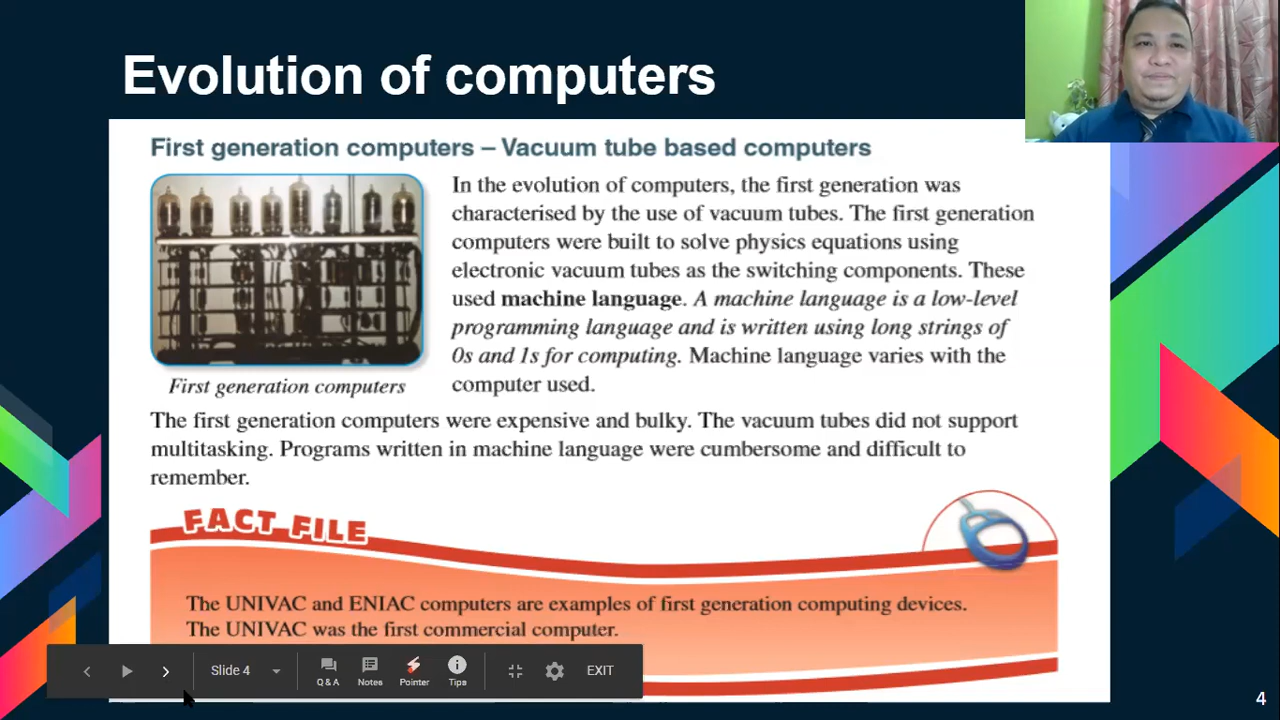 Evolution of computers
First generation computers – Vacuum tube based computers
In the evolution of computers, the first generation was
characterised by the use of vacuum tubes. The first generation
computers were built to solve physics equations using
electronic vacuum tubes as the switching components. These
used machine language. A machine language is a low-level
programming language and is written using long strings of
0s and 1s for computing. Machine language varies with the
computer used.
First generation computers
The first generation computers were expensive and bulky. The vacuum tubes did not support
multitasking. Programs written in machine language were cumbersome and difficult to
remember.
FACT FILE
The UNIVAC and ENIAC computers are examples of first generation computing devices.
The UNIVAC was the first commercial computer.
Slide 4
Q & A
Notes
Pointer
Tips
EXIT
4